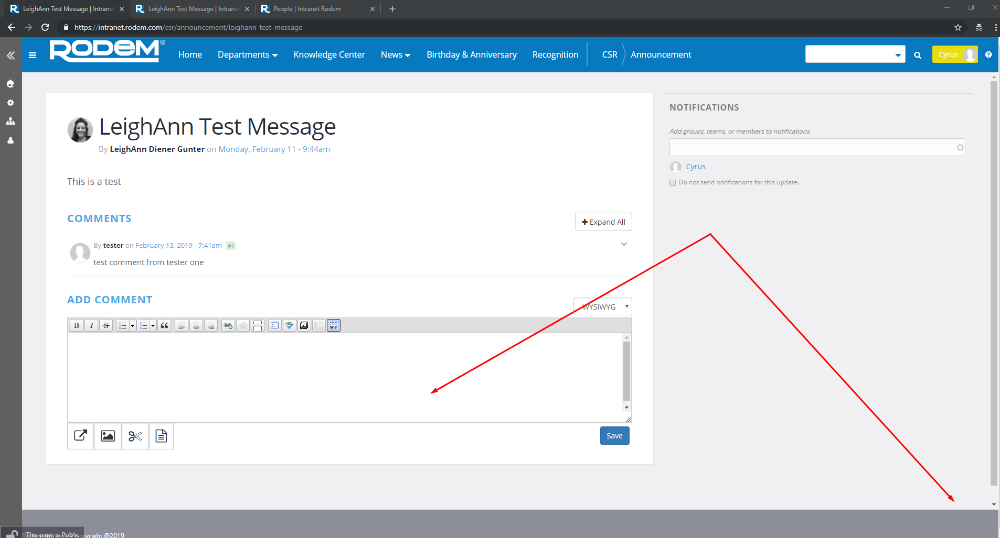 LeighAnn Test Message | Intranet
LeighAnn Test Message | Intranet
People | Intranet Rodem
https://intranet.rodem.com/csr/announcement/leighann-test-message
RODEM®
Home
Departments
Knowledge Center
News
Birthday & Anniversary
Recognition
CSR
Announcement
Cyrus
LeighAnn Test Message
By LeighAnn Diener Gunter on Monday, February 11 - 9:44am
This is a test
COMMENTS
Expand All
By tester on February 13, 2019 - 7:41am #1
test comment from tester one
ADD COMMENT
WYSIWYG
B I S
ABC
Save
NOTIFICATIONS
Add groups, teams, or members to notifications
Cyrus
Do not send notifications for this update.
This page is Public
Copyright @2019